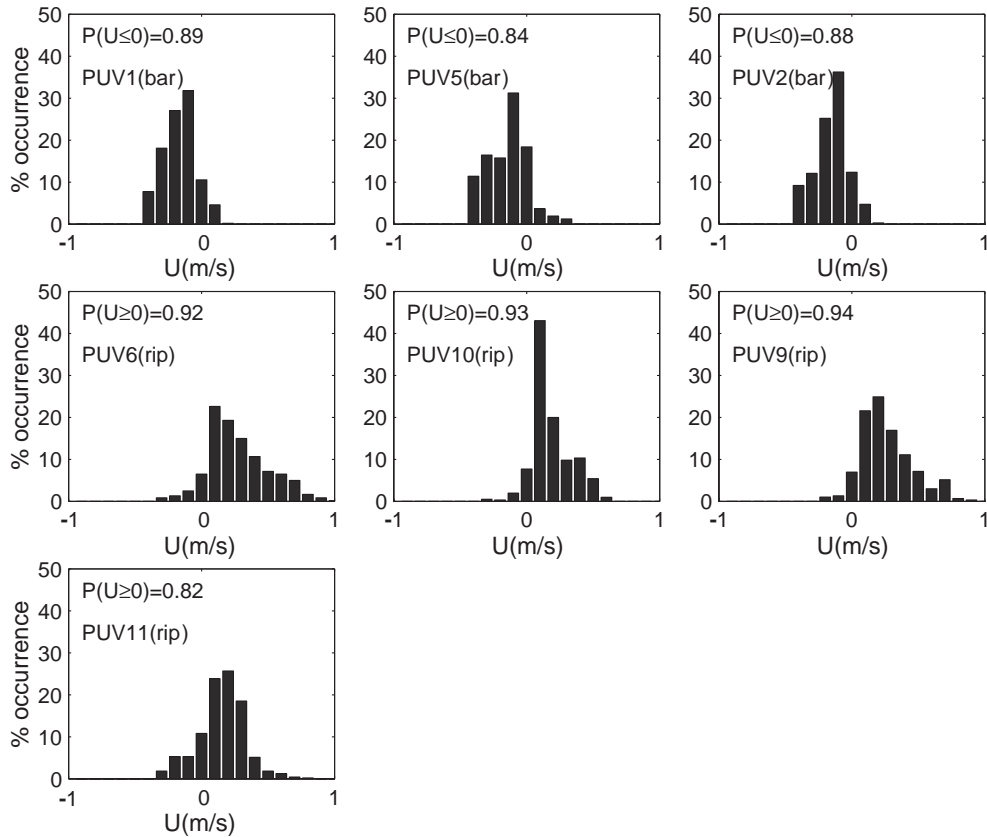 50
40
30
20
10
0
% occurrence
P(U≤0)=0.89
PUV1(bar)
-1
0
1
U(m/s)
50
40
30
20
10
0
P(U≤0)=0.84
PUV5(bar)
-1
0
1
U(m/s)
50
40
30
20
10
0
P(U≤0)=0.88
PUV2(bar)
-1
0
1
U(m/s)
50
40
30
20
10
0
% occurrence
P(U≥0)=0.92
PUV6(rip)
-1
0
1
U(m/s)
50
40
30
20
10
0
P(U≥0)=0.93
PUV10(rip)
-1
0
1
U(m/s)
50
40
30
20
10
0
P(U≥0)=0.94
PUV9(rip)
-1
0
1
U(m/s)
50
40
30
20
10
0
% occurrence
P(U≥0)=0.82
PUV11(rip)
-1
0
1
U(m/s)